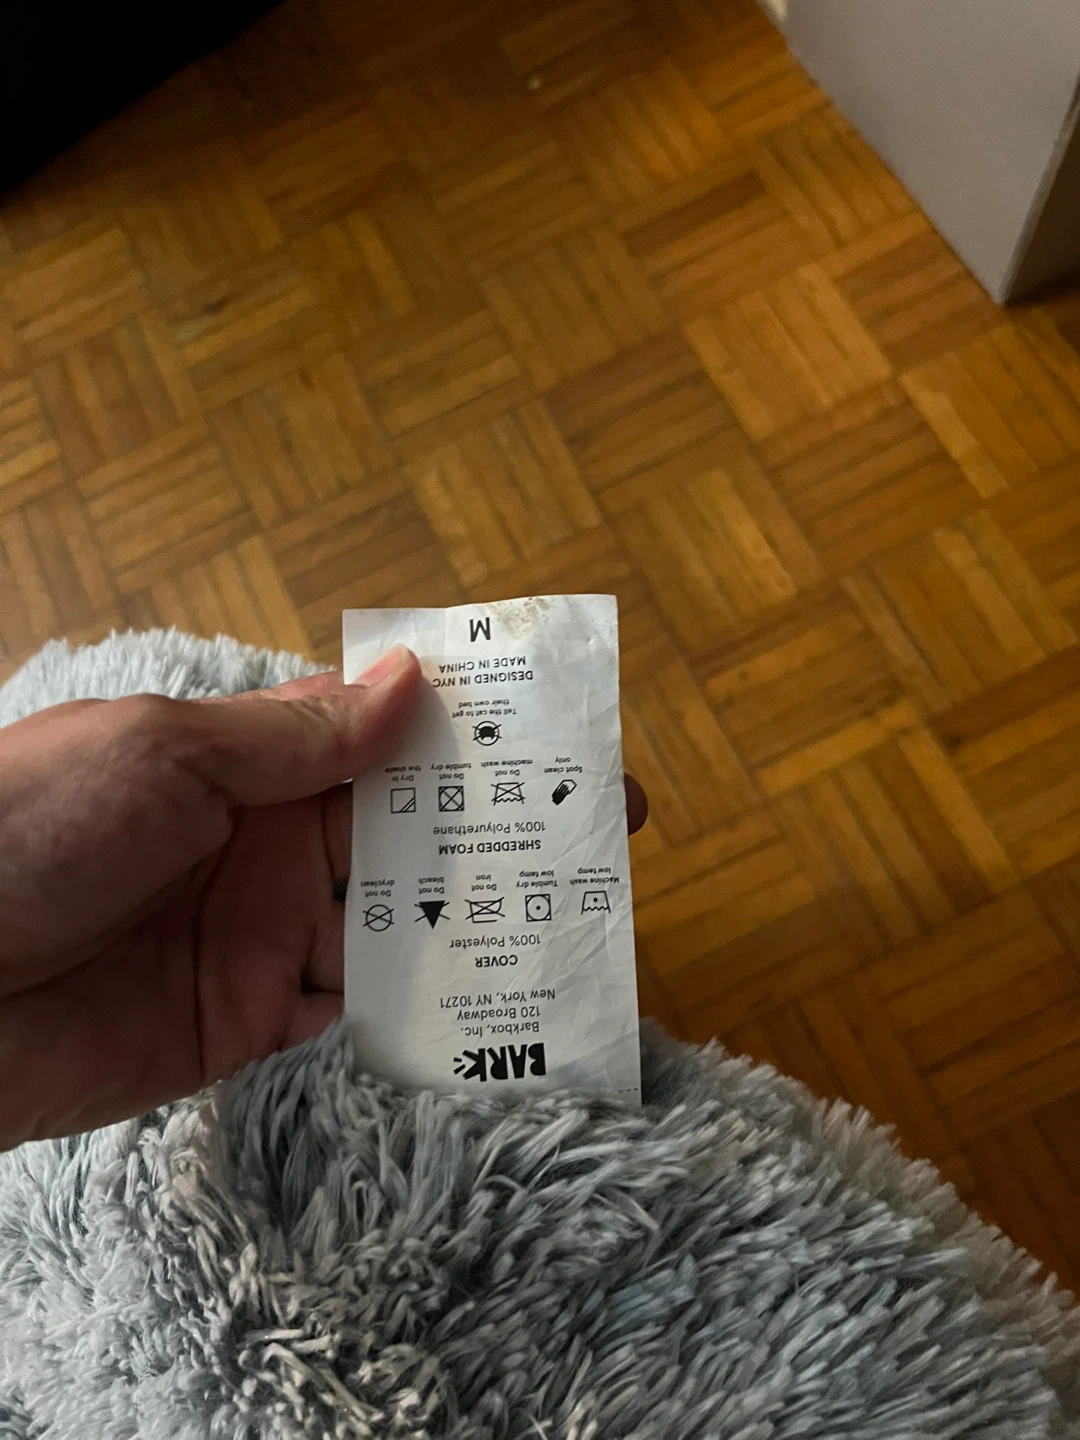 BARK
Barkbox, Inc.
120 Broadway
New York, NY 10271
COVER
100% Polyester
Machine wash low temp
Tumble dry low temp
Do not iron
Do not bleach
Do not dryclean
SHREDDED FOAM
100% Polyurethane
Spot clean only
Do not machine wash
Do not tumble dry
Dry in the shade
Tell the cat to get
their own bed
DESIGNED IN NYC
MADE IN CHINA
M